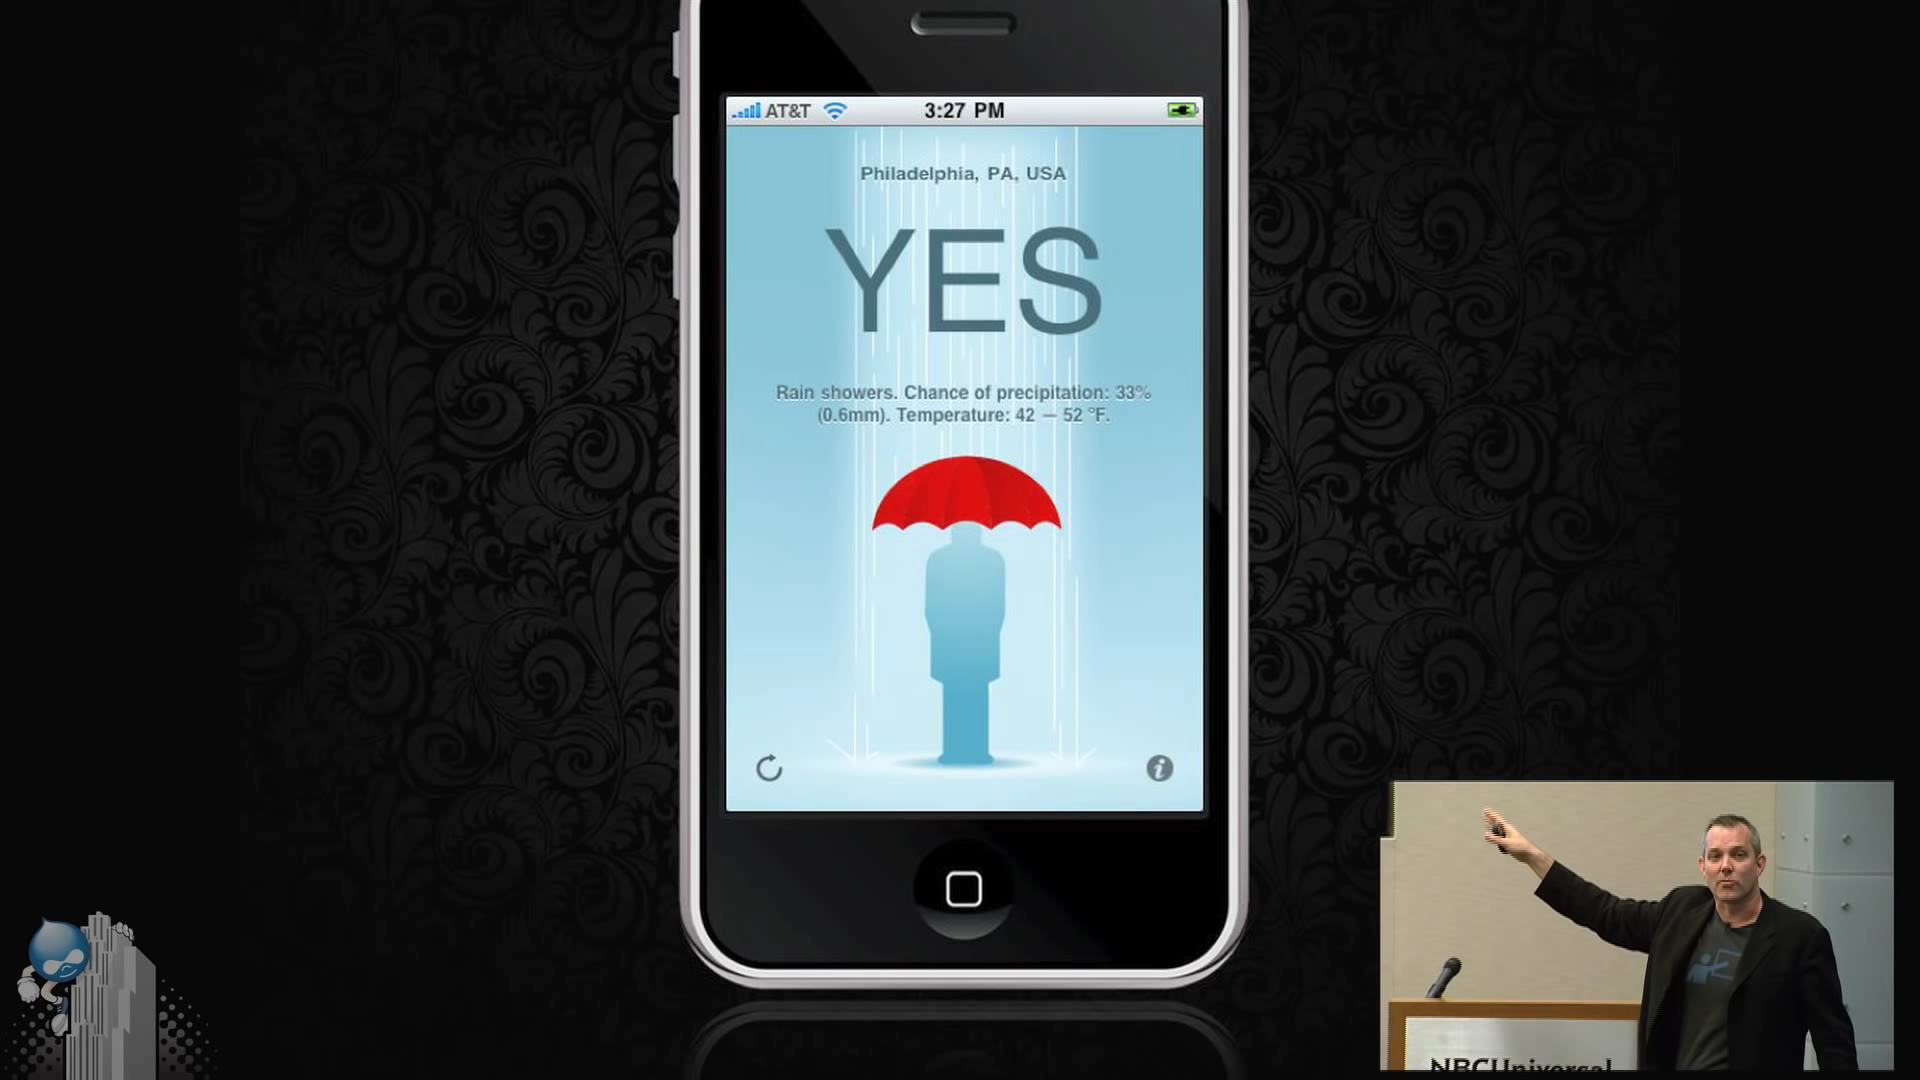 AT&T
3:27 PM
Philadelphia, PA, USA
YES
Rain showers. Chance of precipitation: 33%
(0.6mm). Temperature: 42 — 52 °F.
i
NBCUniversal